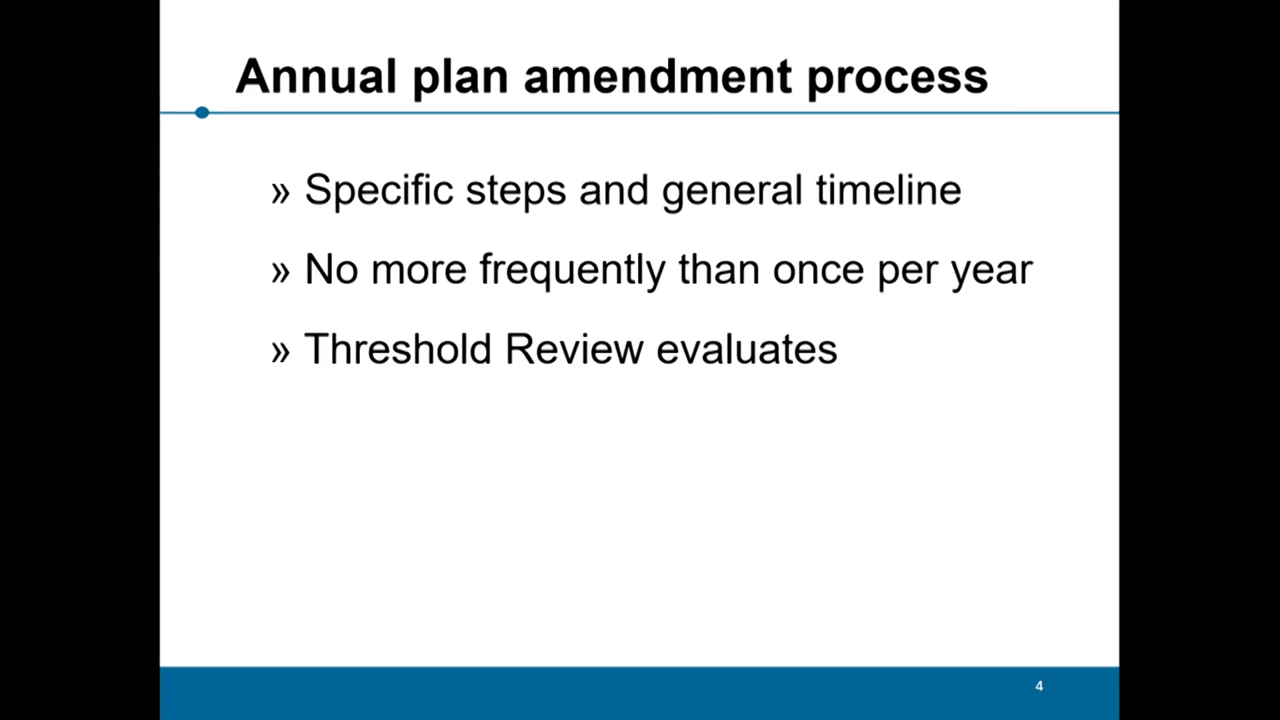 Annual plan amendment process
» Specific steps and general timeline
» No more frequently than once per year
» Threshold Review evaluates
4